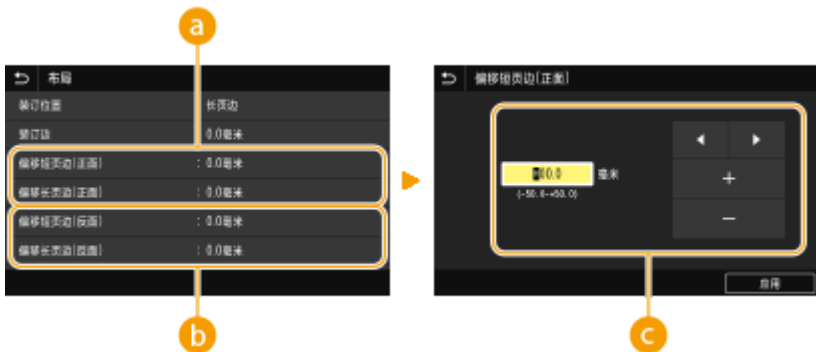 a
布局
装订位置 长页边
装订边 0.0毫米
偏移短页边(正面) : 0.0毫米
偏移长页边(正面) : 0.0毫米
偏移短页边(反面) : 0.0毫米
偏移长页边(反面) : 0.0毫米
b
偏移短页边(正面)
00.0 毫米
(-50.0-+50.0)
+
−
启用
c